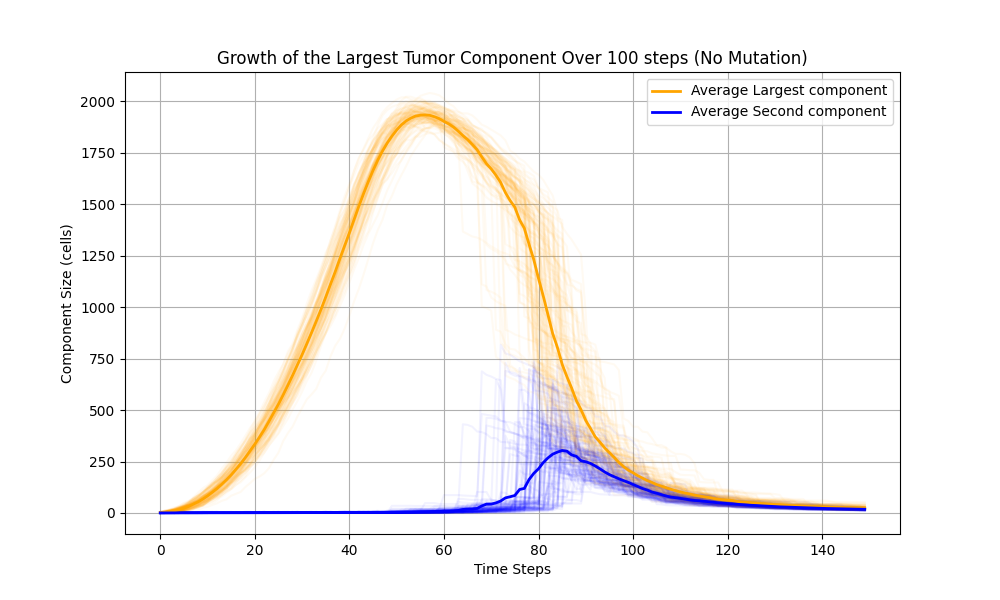 Growth of the Largest Tumor Component Over 100 steps (No Mutation)
Average Largest component
Average Second component
2000
1750
1500
1250
1000
750
500
250
0
Component Size (cells)
0 20 40 60 80 100 120 140
Time Steps